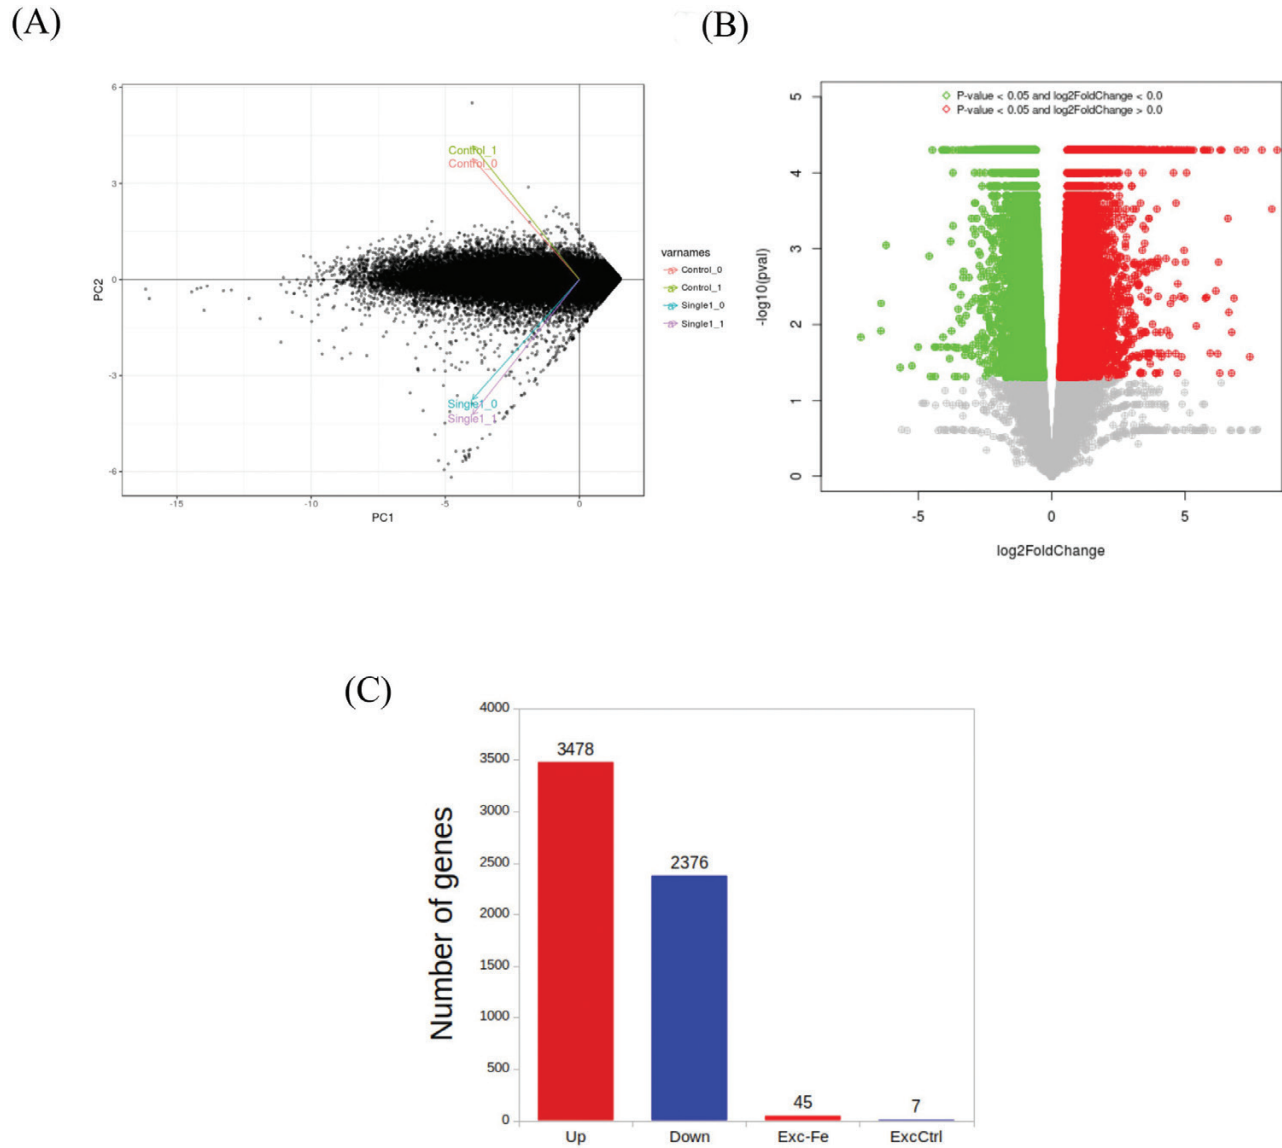 (A)
(B)
6
3
0
-3
-6
PC2
-15
-10
-5
0
PC1
Control_1
Control_0
Single1_0
Single1_1
varnames
Control_0
Control_1
Single1_0
Single1_1
P-value < 0.05 and log2FoldChange < 0.0
P-value < 0.05 and log2FoldChange > 0.0
5
4
3
2
1
0
-log10(pval)
-5
0
5
log2FoldChange
(C)
4000
3500
3000
2500
2000
1500
1000
500
0
Number of genes
3478
2376
45
7
Up
Down
Exc-Fe
ExcCtrl